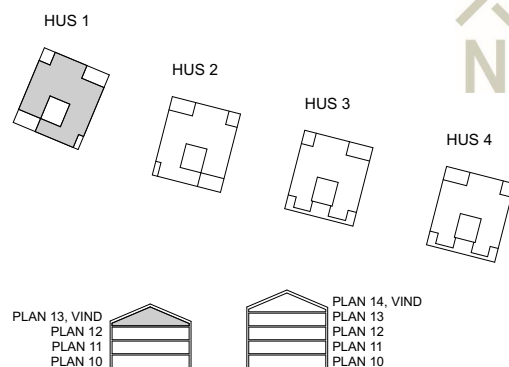 HUS 1
HUS 2
HUS 3
HUS 4
N
PLAN 13, VIND
PLAN 12
PLAN 11
PLAN 10
PLAN 14, VIND
PLAN 13
PLAN 12
PLAN 11
PLAN 10